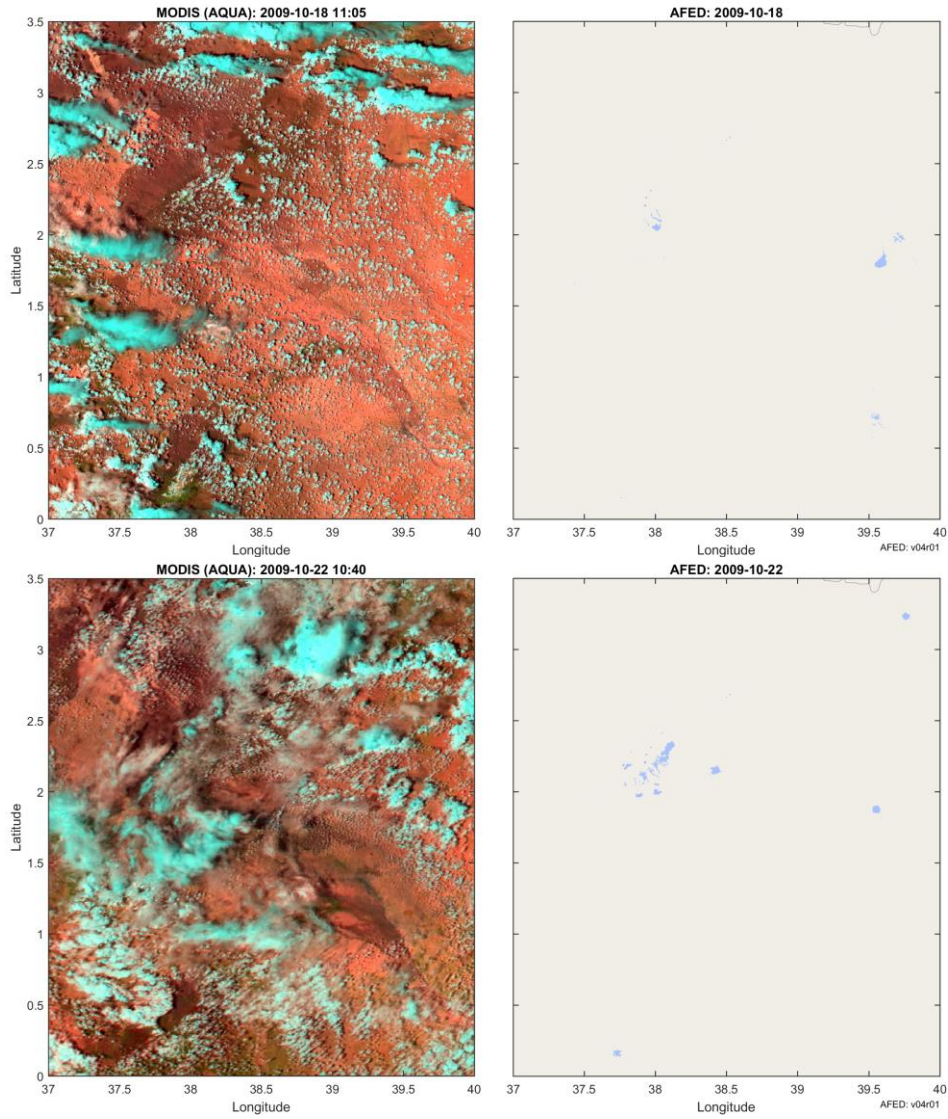 MODIS (AQUA): 2009-10-18 11:05
AFED: 2009-10-18
3.5
3
2.5
2
1.5
1
0.5
0
Latitude
37 37.5 38 38.5 39 39.5 40
37 37.5 38 38.5 39 39.5 40
Longitude
Longitude
AFED: v04r01
MODIS (AQUA): 2009-10-22 10:40
AFED: 2009-10-22
3.5
3
2.5
2
1.5
1
0.5
0
Latitude
37 37.5 38 38.5 39 39.5 40
37 37.5 38 38.5 39 39.5 40
Longitude
Longitude
AFED: v04r01